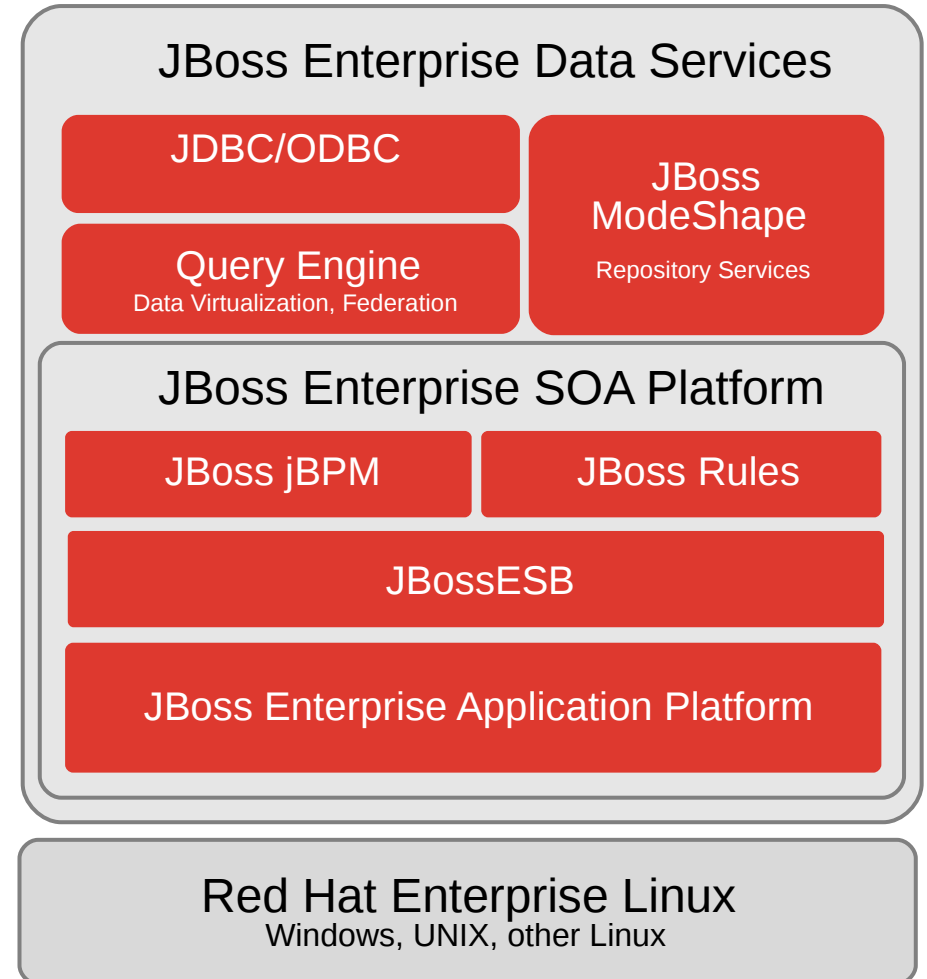 JBoss Enterprise Data Services
JDBC/ODBC
Query Engine
Data Virtualization, Federation
JBoss
ModeShape
Repository Services
JBoss Enterprise SOA Platform
JBoss jBPM
JBoss Rules
JBossESB
JBoss Enterprise Application Platform
Red Hat Enterprise Linux
Windows, UNIX, other Linux